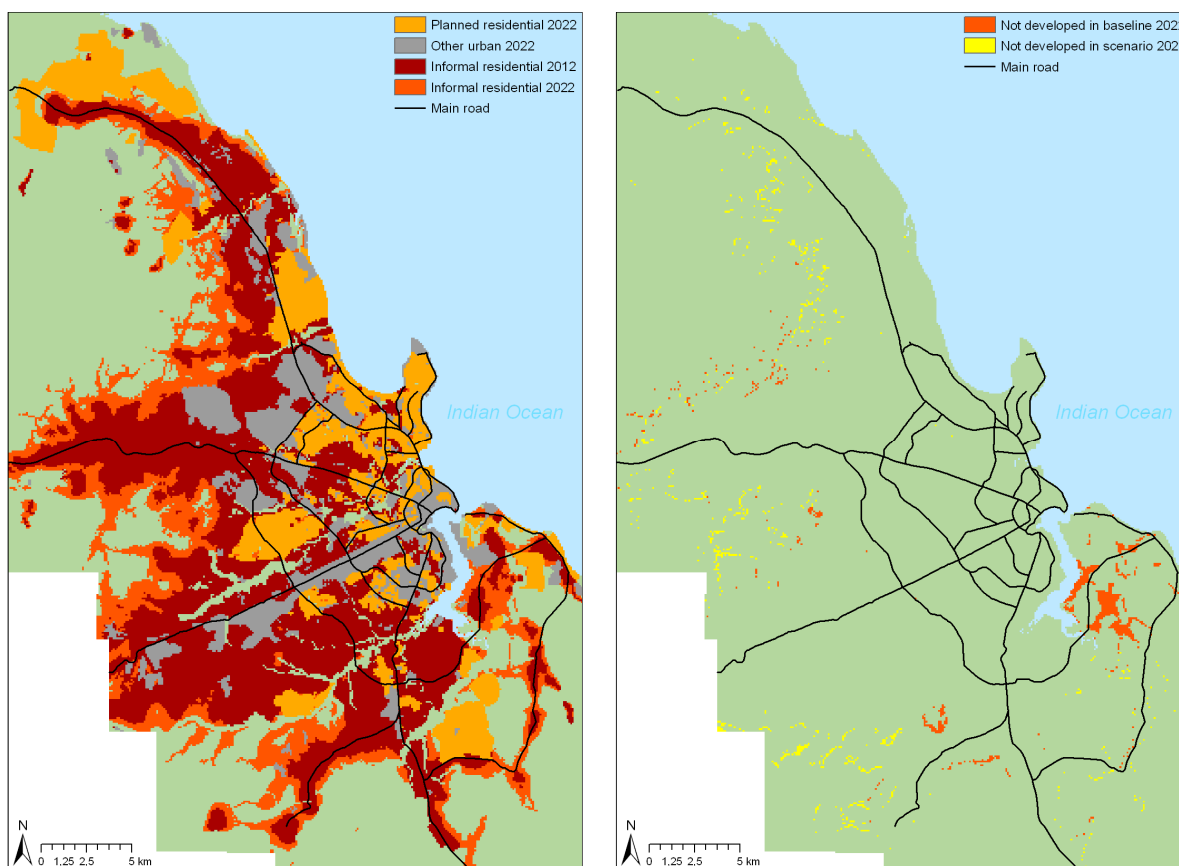 Planned residential 2022
Other urban 2022
Informal residential 2012
Informal residential 2022
Main road
Indian Ocean
N
0 1,25 2,5 5 km
Not developed in baseline 2022
Not developed in scenario 2022
Main road
Indian Ocean
N
0 1,25 2,5 5 km